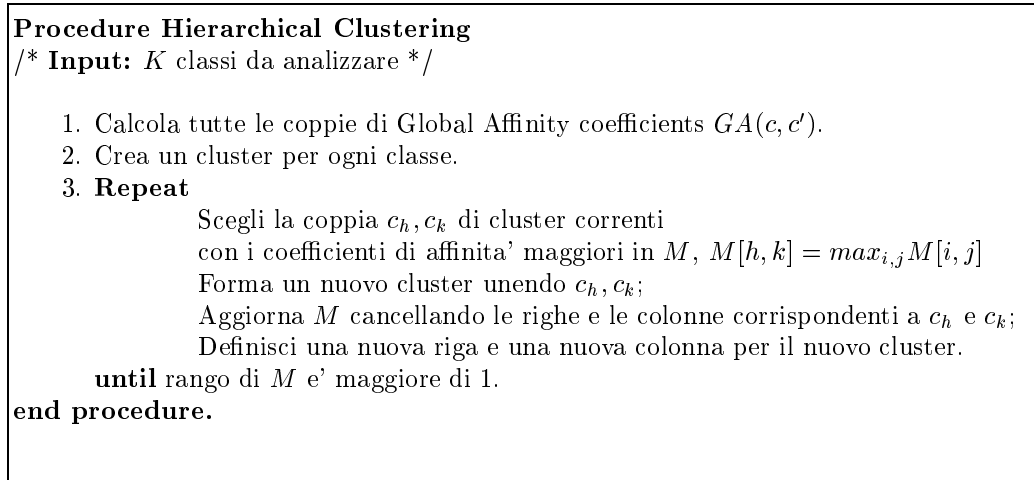 Procedure Hierarchical Clustering
/* Input: K classi da analizzare */
1. Calcola tutte le coppie di Global Affinity coefficients GA(c, c′).
2. Crea un cluster per ogni classe.
3. Repeat
Scegli la coppia c_h, c_k di cluster correnti
con i coefficienti di affinita' maggiori in M, M[h, k] = max_{i,j} M[i, j]
Forma un nuovo cluster unendo c_h, c_k;
Aggiorna M cancellando le righe e le colonne corrispondenti a c_h e c_k;
Definisci una nuova riga e una nuova colonna per il nuovo cluster.
until rango di M e' maggiore di 1.
end procedure.